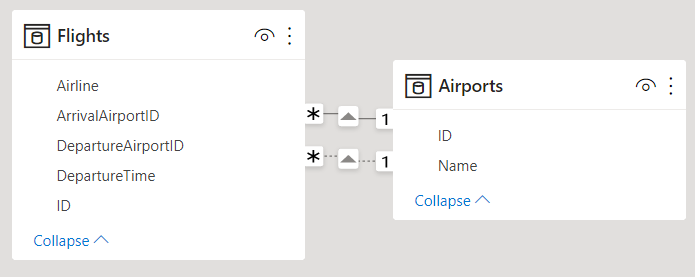 Flights
Airline
ArrivalAirportID
DepartureAirportID
DepartureTime
ID
Collapse
* 1
* 1
Airports
ID
Name
Collapse